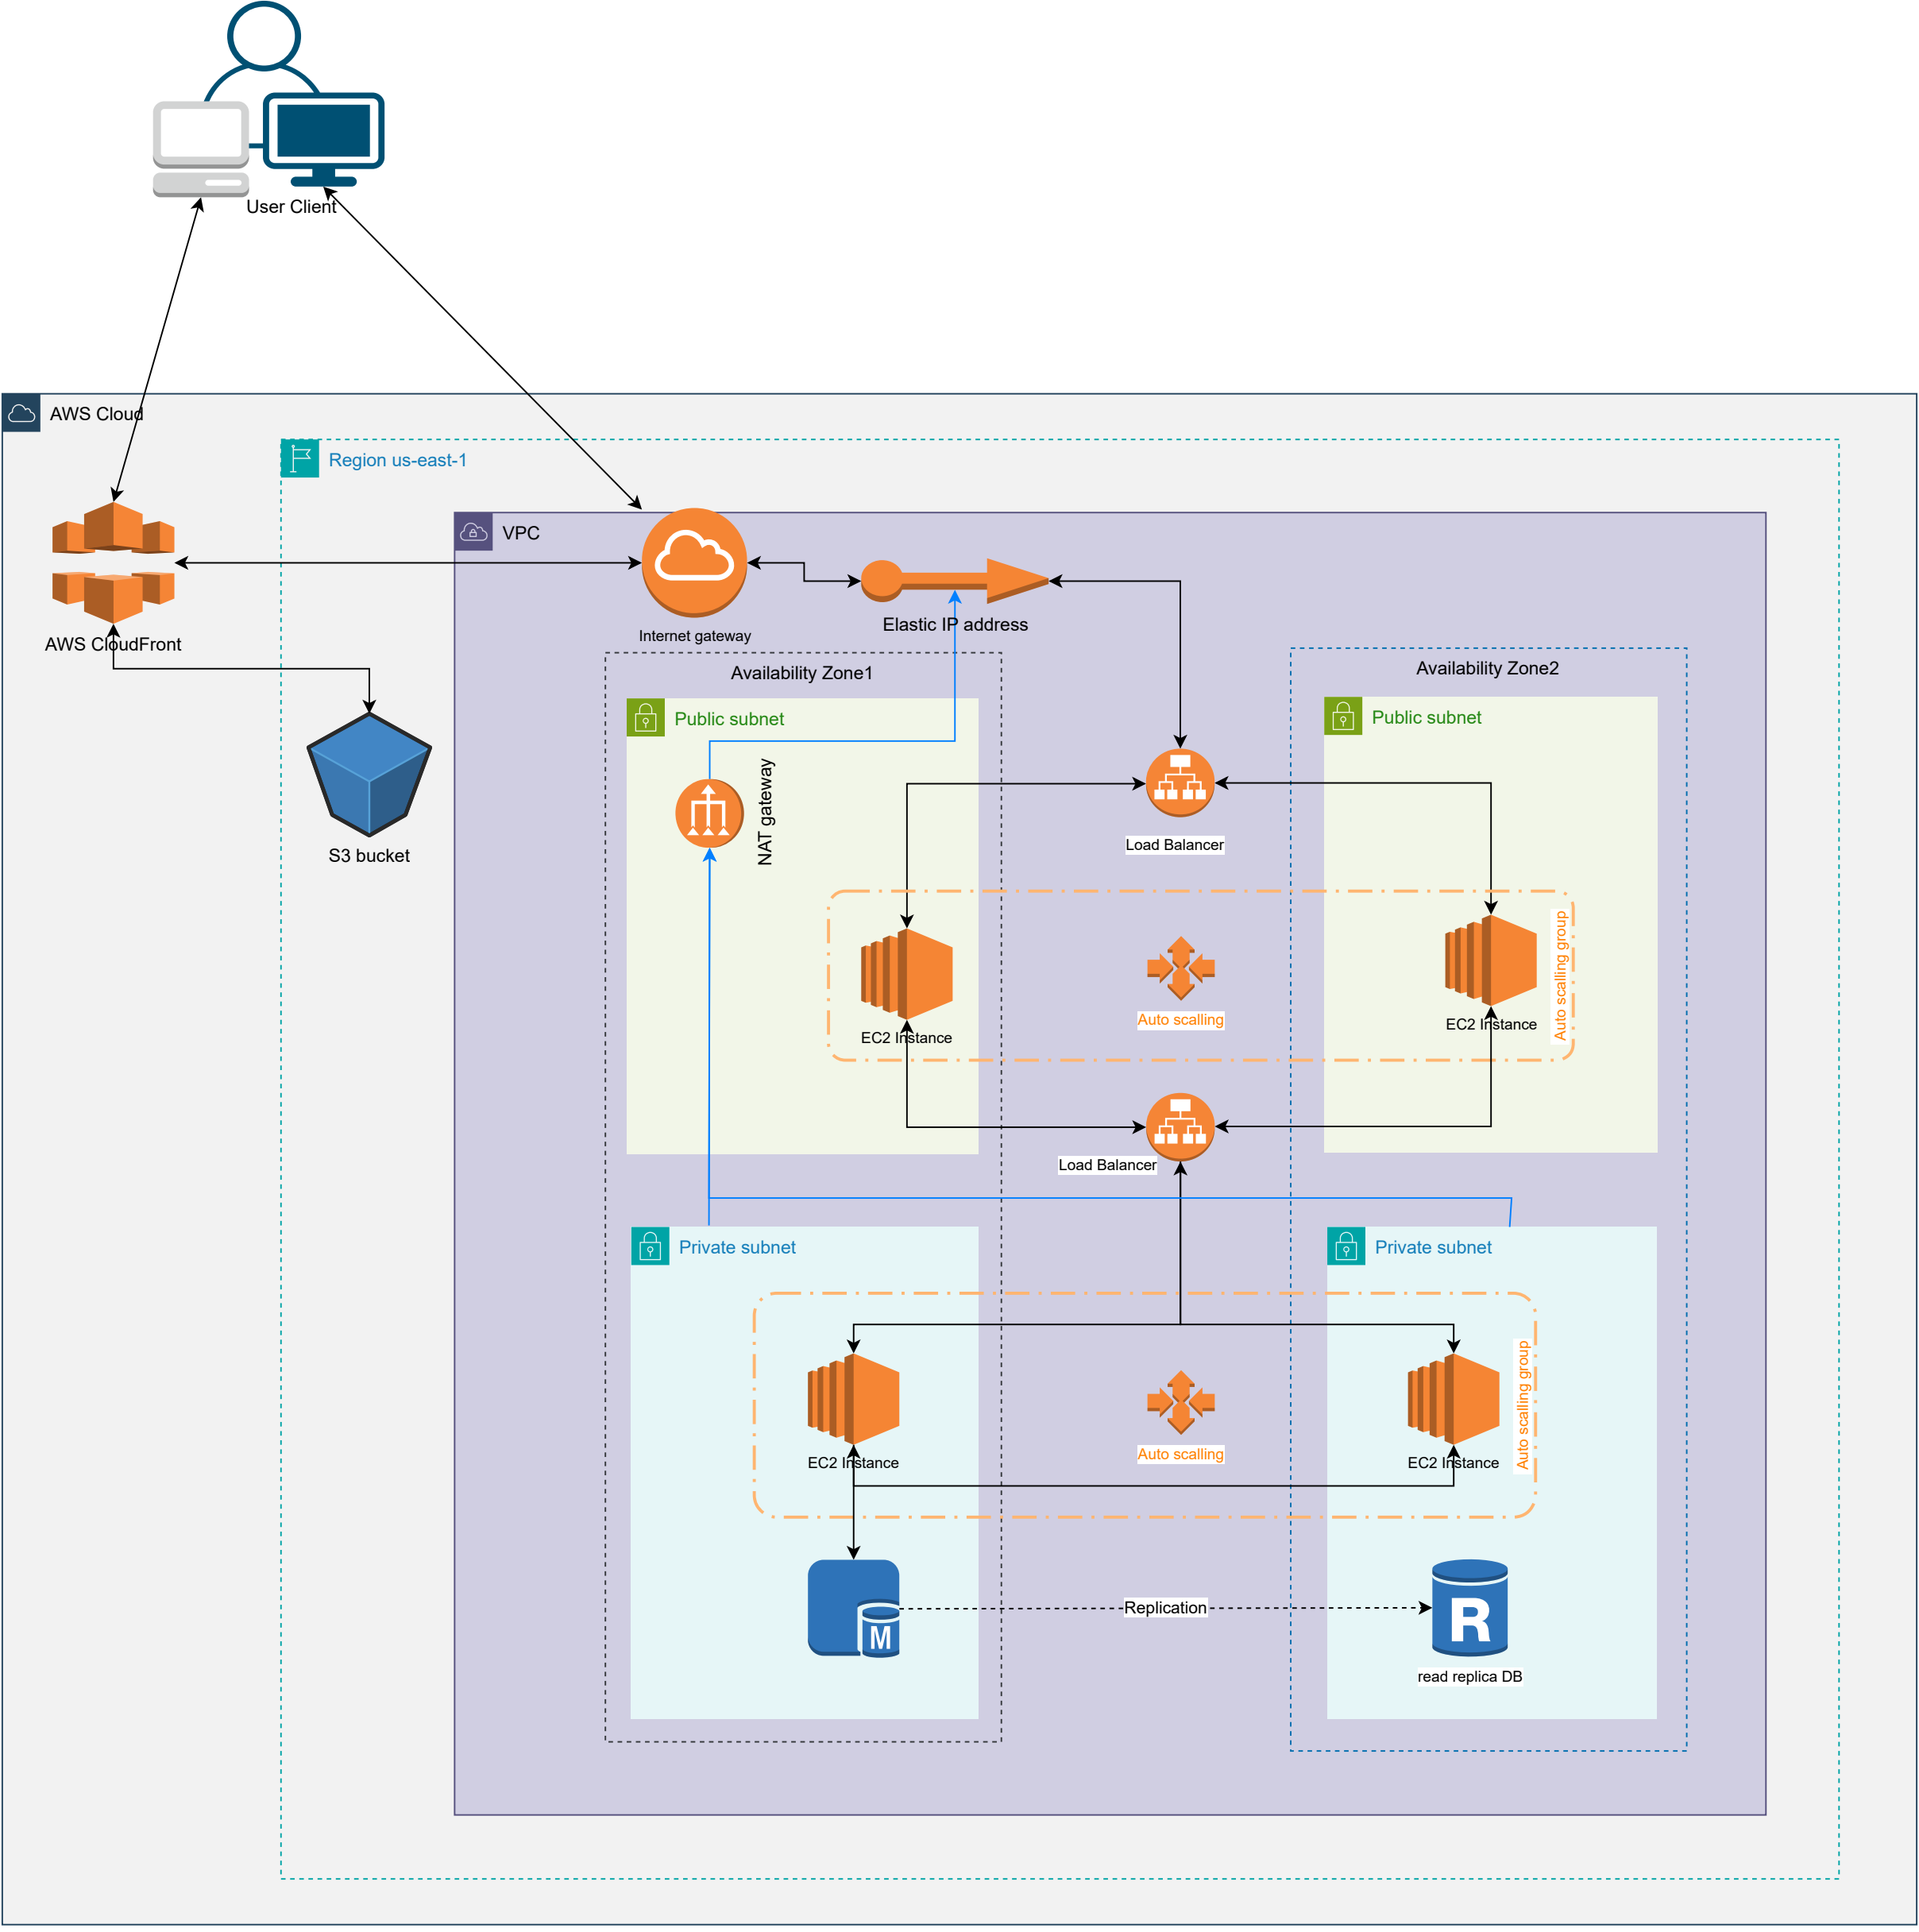 User Client
AWS Cloud
Region us-east-1
VPC
AWS CloudFront
Internet gateway
Elastic IP address
S3 bucket
Availability Zone1
Availability Zone2
Public subnet
Public subnet
NAT gateway
Load Balancer
EC2 Instance
Auto scalling
EC2 Instance
Auto scalling group
Load Balancer
Private subnet
Private subnet
EC2 Instance
Auto scalling
EC2 Instance
Auto scalling group
M
Replication
R
read replica DB